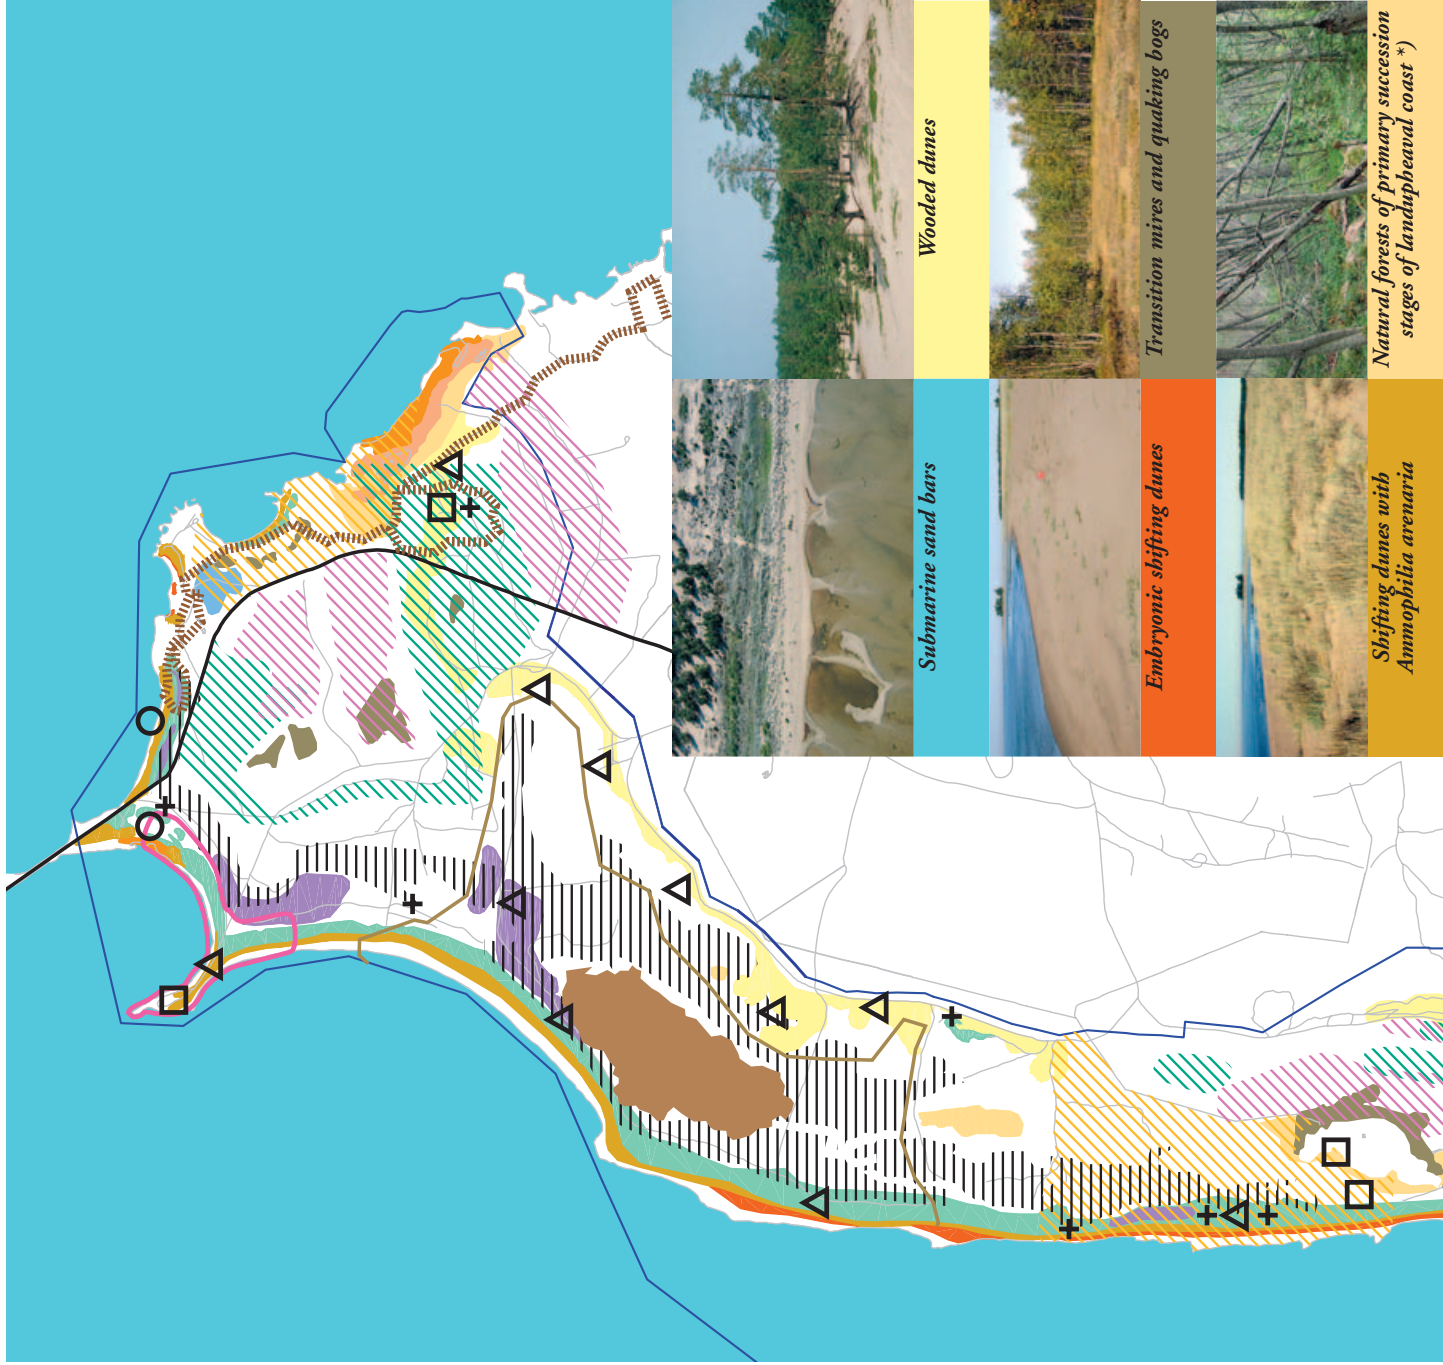 Wooded dunes
Transition mires and quaking bogs
Natural forests of primary succession
stages of landupheaval coast *)
Submarine sand bars
Embryonic shifting dunes
Shifting dunes with
Ammophilia arenaria